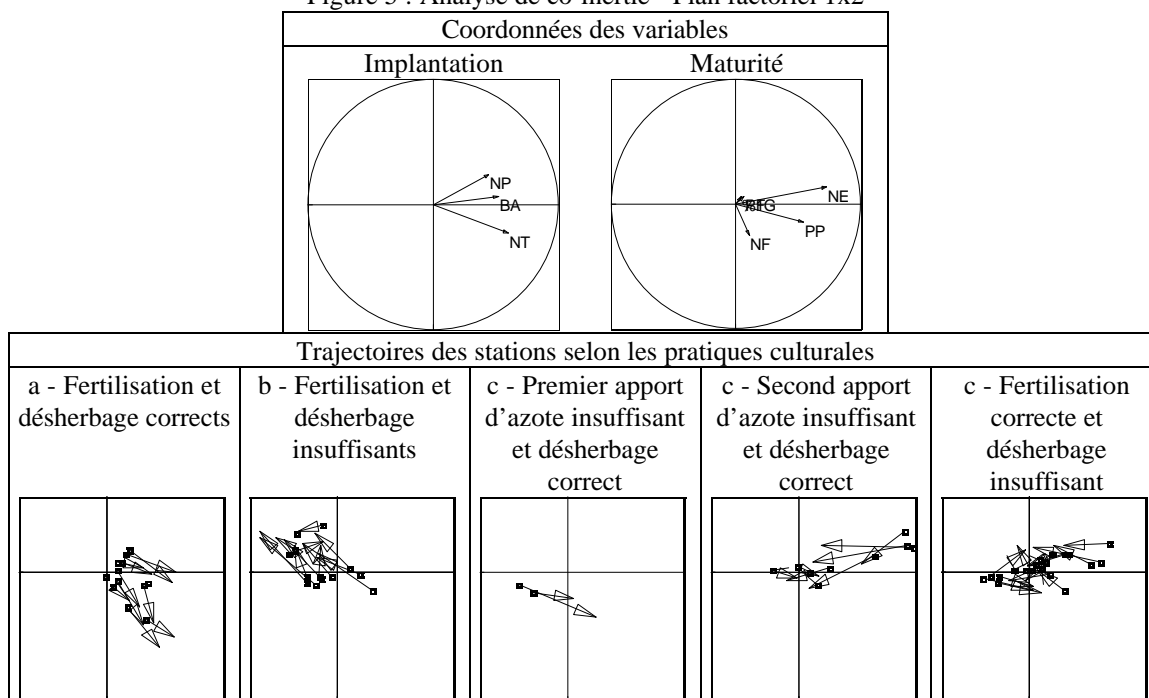 Figure 3 : Analyse de co-inertie - Plan factoriel 1x2
Coordonnées des variables
Implantation
Maturité
NP
BA
NT
NE
PP
NF
Trajectoires des stations selon les pratiques culturales
a - Fertilisation et
désherbage corrects
b - Fertilisation et
désherbage
insuffisants
c - Premier apport
d'azote insuffisant
et désherbage
correct
c - Second apport
d'azote insuffisant
et désherbage
correct
c - Fertilisation
correcte et
désherbage
insuffisant